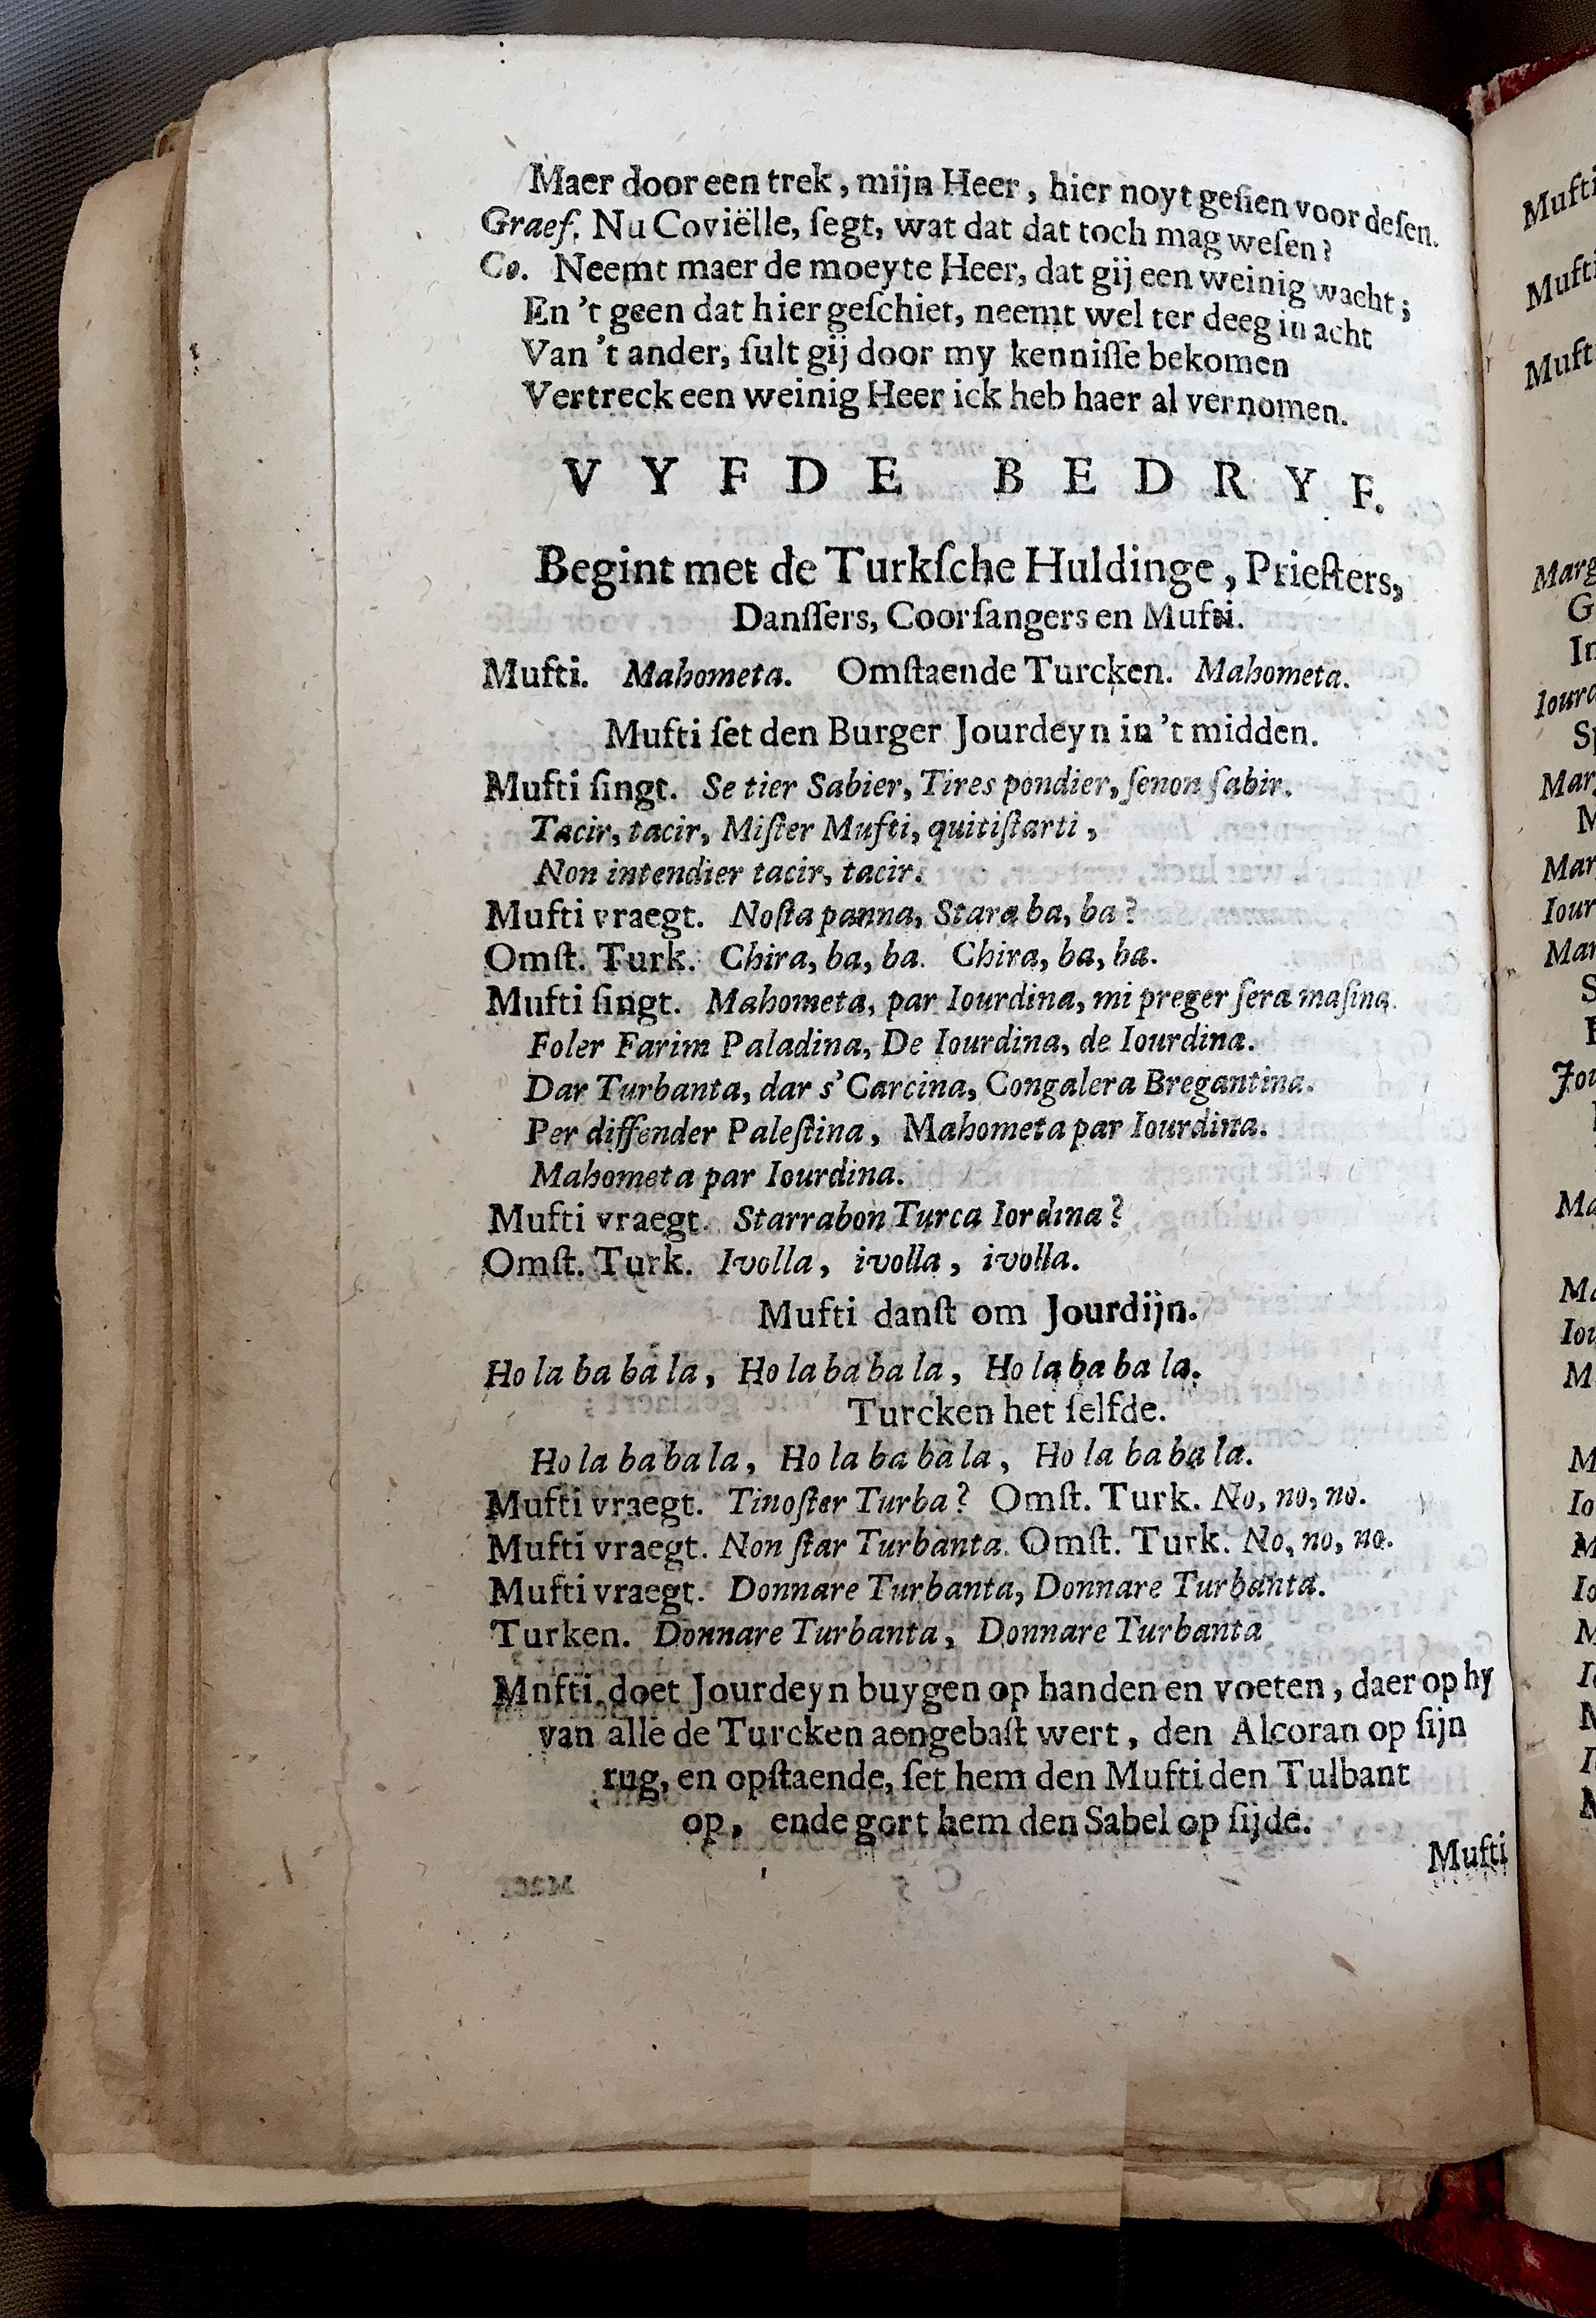 Maer door een trek, mijn Heer, hier noyt geſien voor deſen.
Graef. Nu Coviëlle, ſegt, wat dat dat toch mag weſen?
Co. Neemt maer de moeyte Heer, dat gij een weinig wacht;
En 't geen dat hier geſchiet, neemt wel ter deeg in acht
Van 't ander, ſult gij door my kenniſſe bekomen
Vertreck een weinig Heer ick heb haer al vernomen.
VYFDE BEDRYF.
Begint met de Turkſche Huldinge, Prieſters,
Danſſers, Coorſangers en Mufti.
Mufti. Mahometa. Omſtaende Turcken. Mahometa.
Mufti ſet den Burger Jourdeyn in 't midden.
Mufti ſingt. Se tier Sabier, Tires pondier, ſenon ſabir.
Tacir, tacir, Miſter Mufti, quitiſtarti,
Non intendier tacir, tacir.
Mufti vraegt. Noſta panna, Stara ba, ba?
Omſt. Turk. Chira, ba, ba. Chira, ba, ba.
Mufti ſingt. Mahometa, par Iourdina, mi preger ſera maſina.
Foler Farim Paladina, De Iourdina, de Iourdina.
Dar Turbanta, dar s'Carcina, Congalera Bregantina.
Per diffender Paleſtina, Mahometa par Iourdina.
Mahometa par Iourdina.
Mufti vraegt. Starrabon Turca Iordina?
Omſt. Turk. Ivolla, ivolla, ivolla.
Mufti danſt om Jourdijn.
Ho la ba ba la, Ho la ba ba la, Ho la ba ba la.
Turcken het ſelfde.
Ho la ba ba la, Ho la ba ba la, Ho la ba ba la.
Mufti vraegt. Tinoſter Turba? Omſt. Turk. No, no, no.
Mufti vraegt. Non ſtar Turbanta. Omſt. Turk. No, no, no.
Mufti vraegt. Donnare Turbanta, Donnare Turbanta.
Turken. Donnare Turbanta, Donnare Turbanta
Mnfti. doet Jourdeyn buygen op handen en voeten, daer op hy
van alle de Turcken aengebaſt wert, den Alcoran op ſijn
rug, en opſtaende, ſet hem den Mufti den Tulbant
op, ende gort hem den Sabel op ſijde.
Mufti
Mufti
Mufti